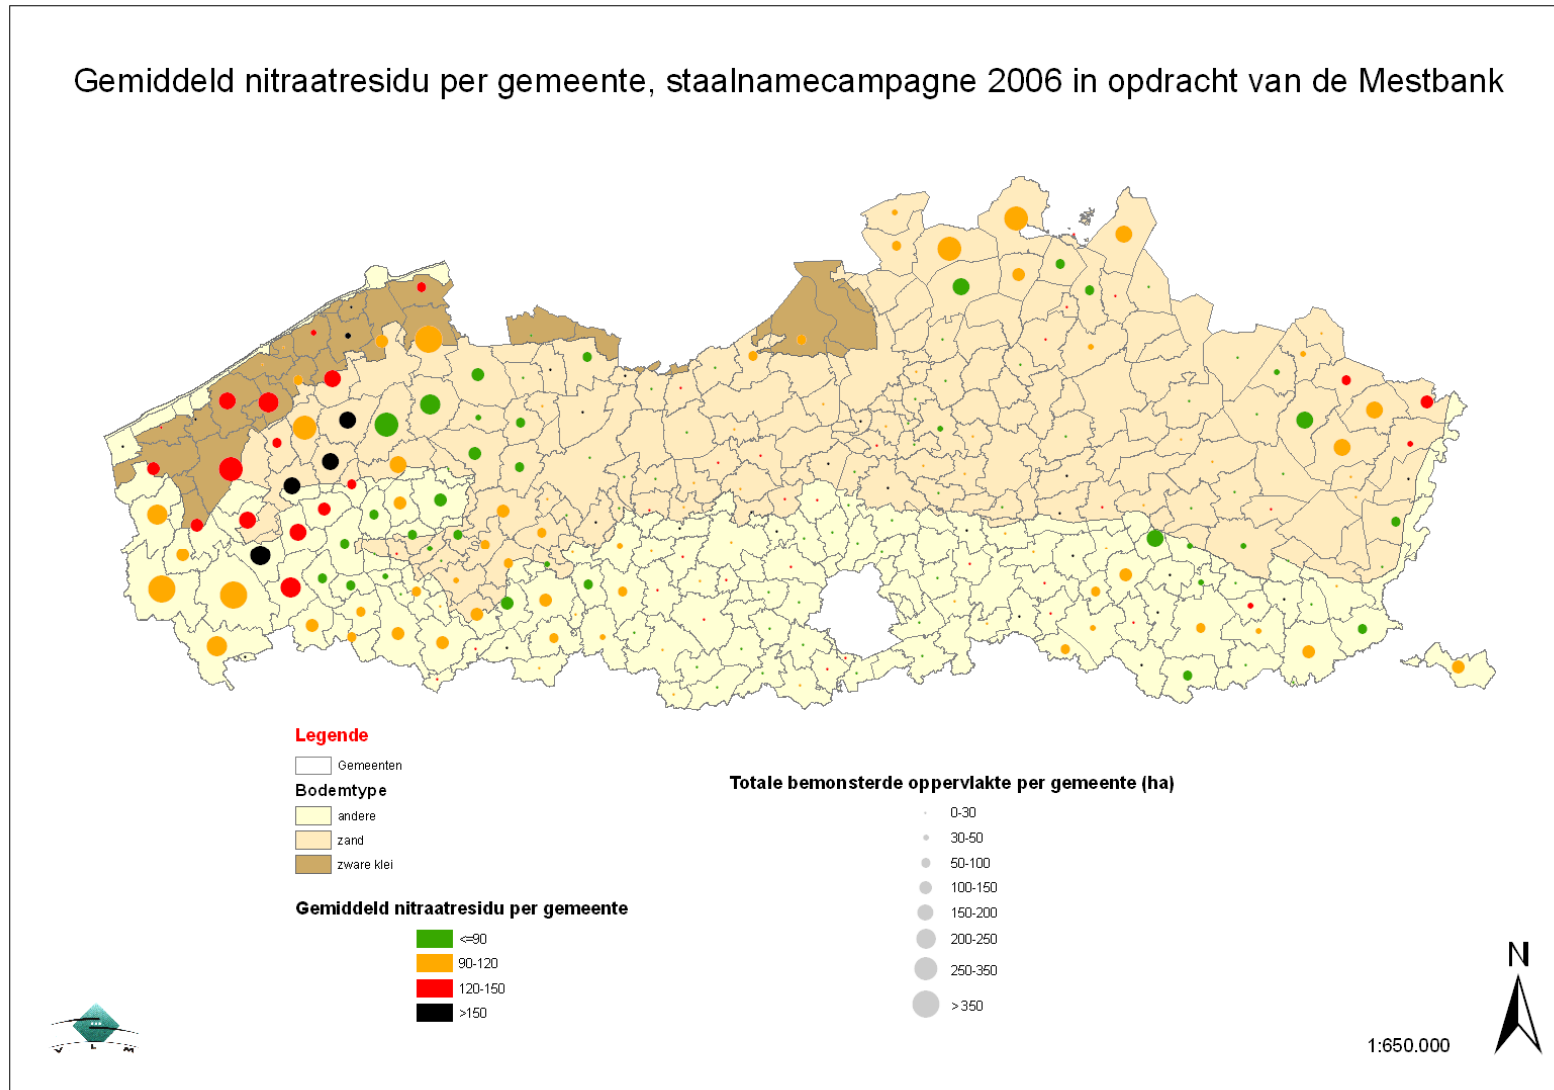 Gemiddeld nitraatresidu per gemeente, staalnamecampagne 2006 in opdracht van de Mestbank
Legende
Gemeenten
Bodemtype
andere
zand
zware klei
Gemiddeld nitraatresidu per gemeente
<=90
90-120
120-150
>150
Totale bemonsterde oppervlakte per gemeente (ha)
0-30
30-50
50-100
100-150
150-200
200-250
250-350
>350
V L M
N
1:650.000